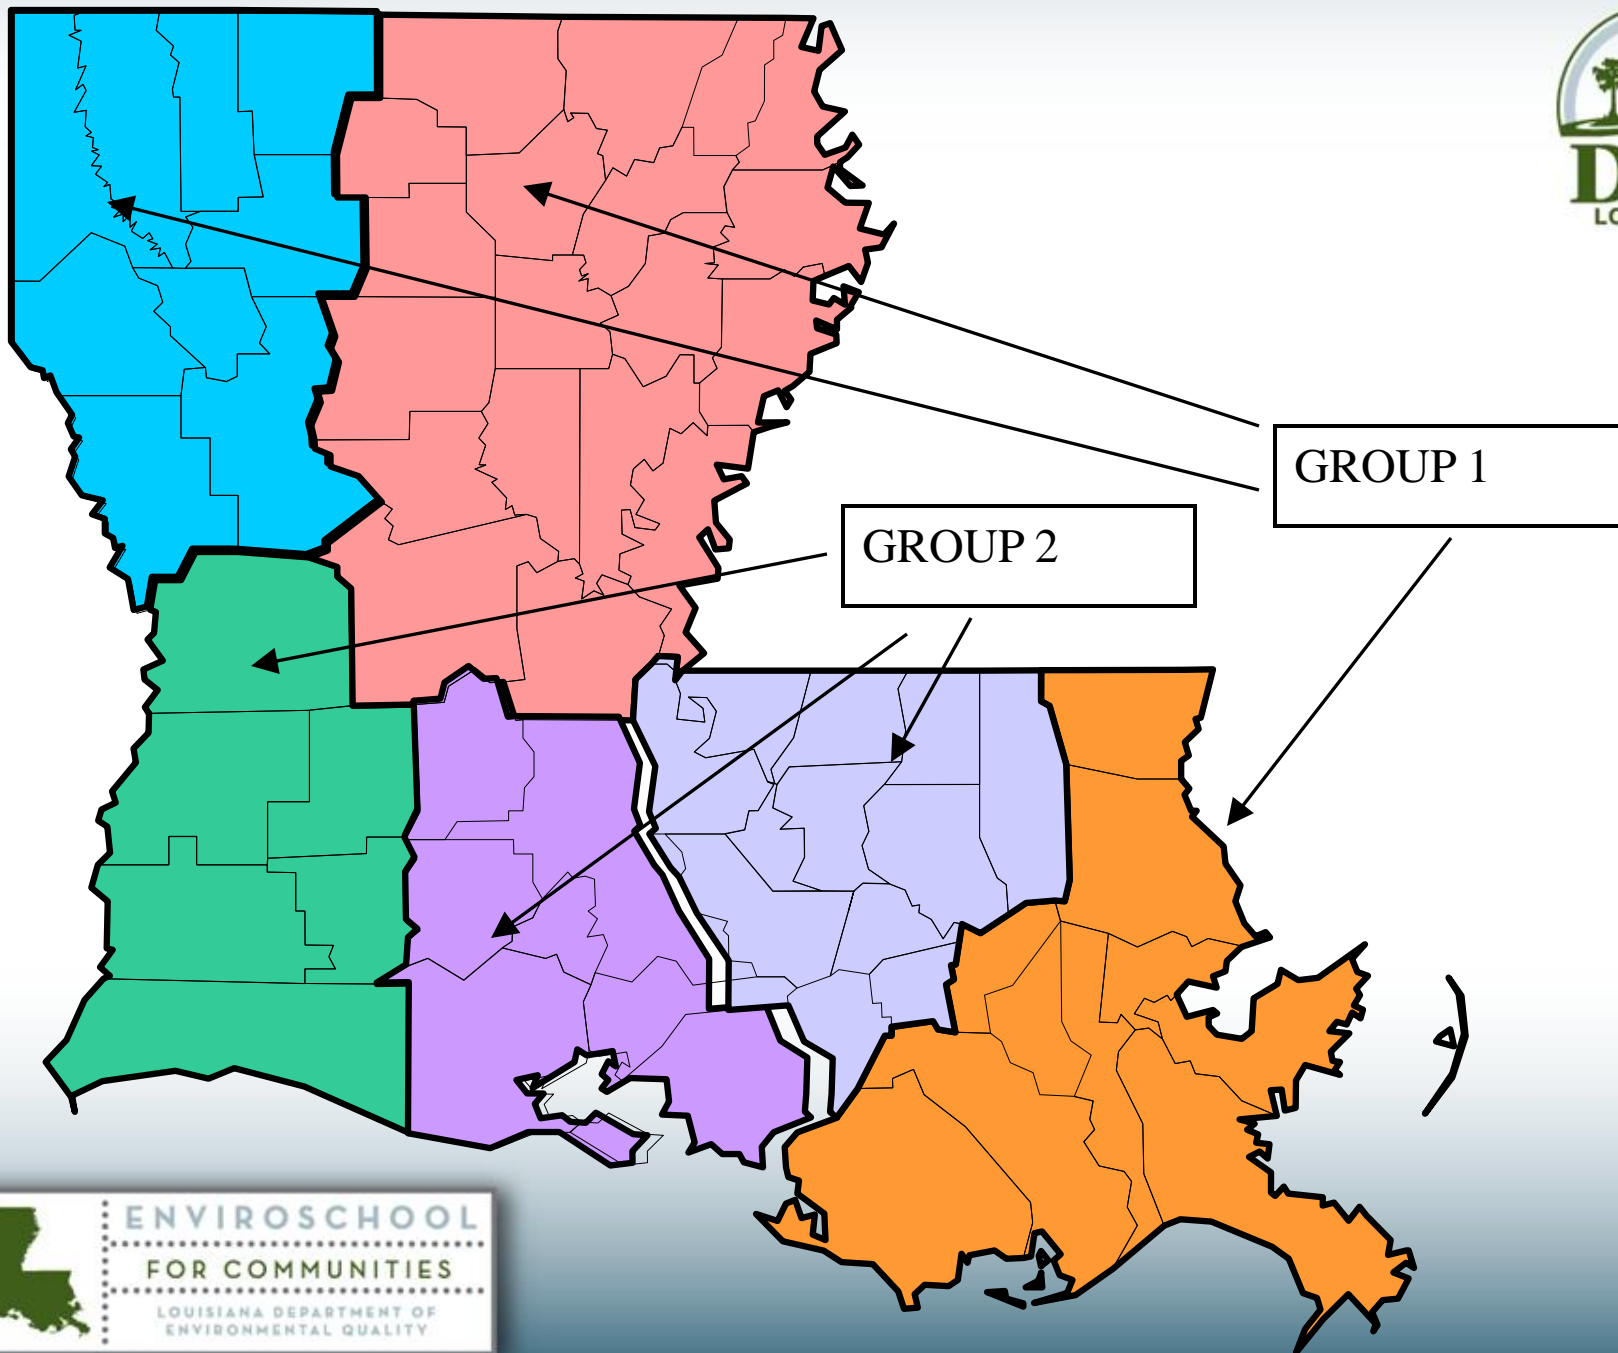 GROUP 1
GROUP 2
ENVIROSCHOOL
FOR COMMUNITIES
LOUISIANA DEPARTMENT OF
ENVIRONMENTAL QUALITY